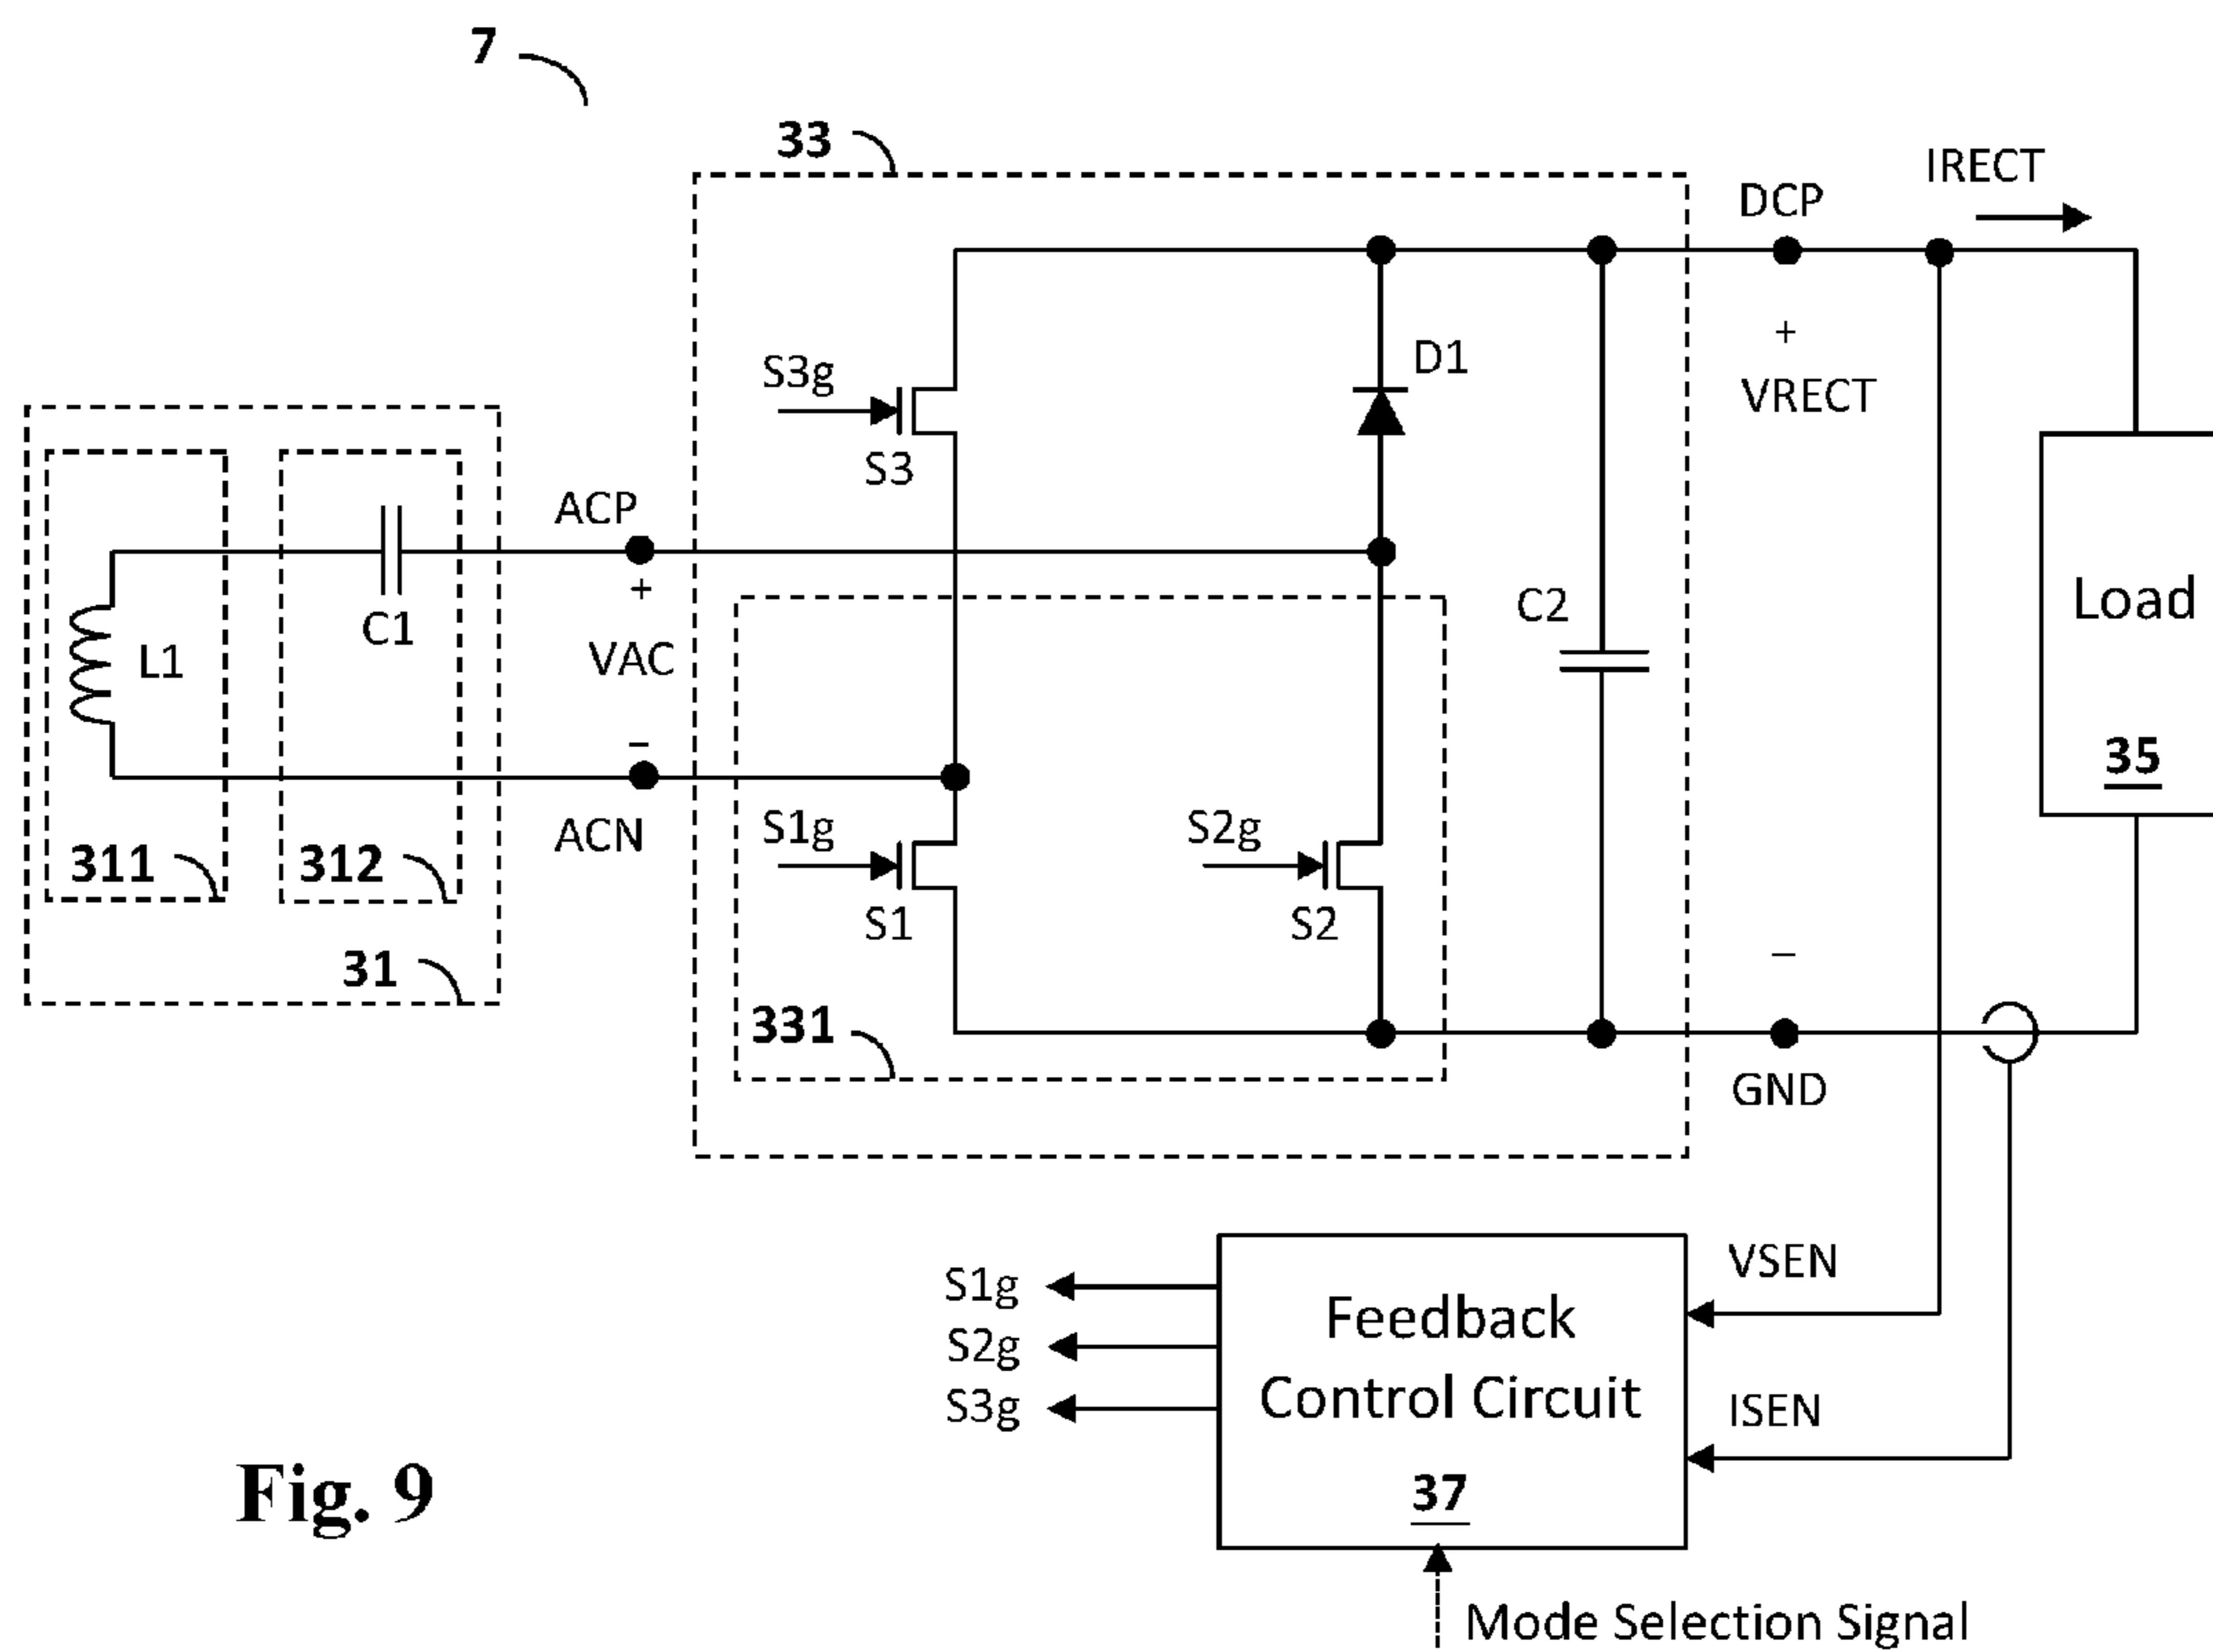 7
33
IRECT
DCP
+
VRECT
S3g
D1
S3
ACP
+
VAC
−
ACN
C1
L1
C2
Load
35
S1g
S2g
S1
S2
311
312
31
331
−
GND
VSEN
ISEN
S1g
S2g
S3g
Feedback
Control Circuit
37
Mode Selection Signal
Fig. 9